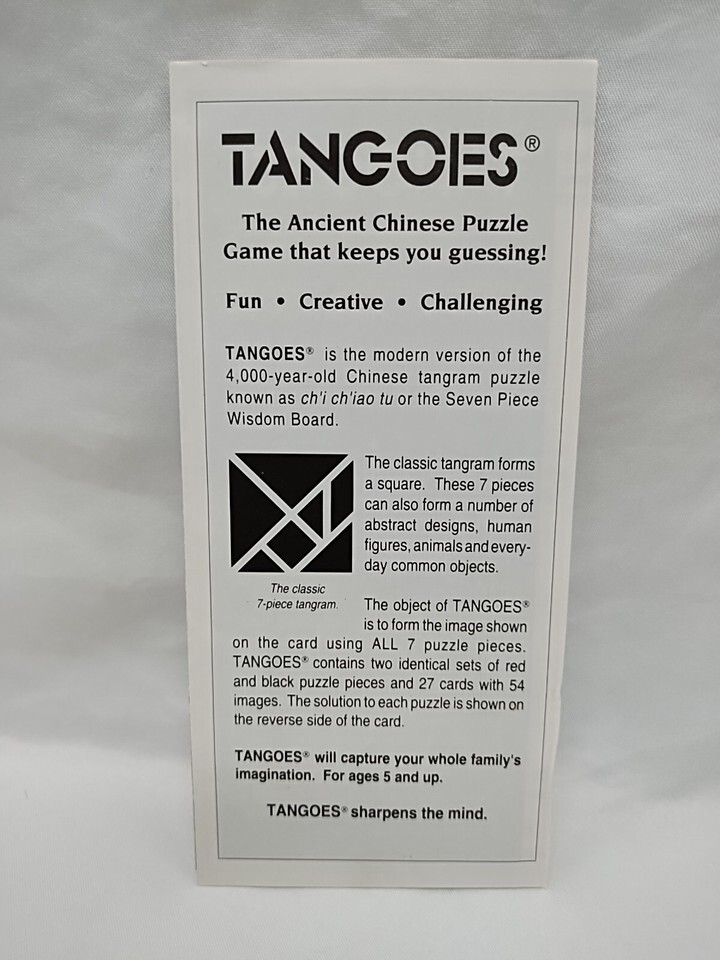 TANGOES®
The Ancient Chinese Puzzle
Game that keeps you guessing!
Fun • Creative • Challenging
TANGOES® is the modern version of the
4,000-year-old Chinese tangram puzzle
known as ch'i ch'iao tu or the Seven Piece
Wisdom Board.
The classic tangram forms
a square. These 7 pieces
can also form a number of
abstract designs, human
figures, animals and every-
day common objects.
The classic
7-piece tangram.
The object of TANGOES®
is to form the image shown
on the card using ALL 7 puzzle pieces.
TANGOES® contains two identical sets of red
and black puzzle pieces and 27 cards with 54
images. The solution to each puzzle is shown on
the reverse side of the card.
TANGOES® will capture your whole family's
imagination. For ages 5 and up.
TANGOES® sharpens the mind.